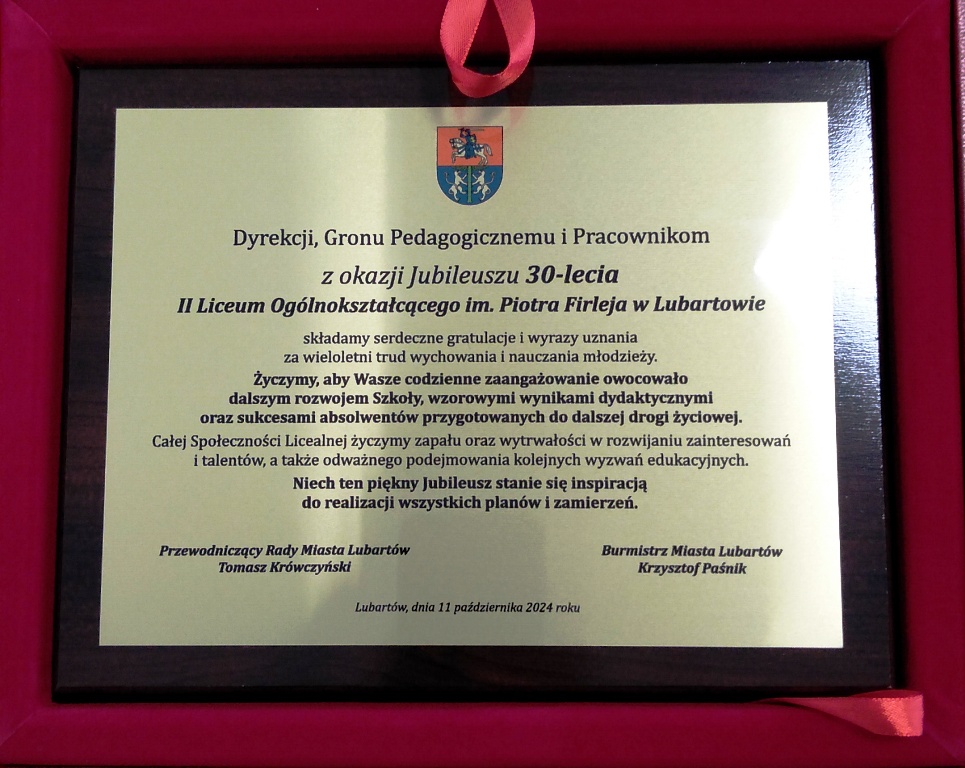 Dyrekcji, Gronu Pedagogicznemu i Pracownikom
z okazji Jubileuszu 30-lecia
II Liceum Ogólnokształcącego im. Piotra Firleja w Lubartowie
składamy serdeczne gratulacje i wyrazy uznania
za wieloletni trud wychowania i nauczania młodzieży.
Życzymy, aby Wasze codzienne zaangażowanie owocowało
dalszym rozwojem Szkoły, wzorowymi wynikami dydaktycznymi
oraz sukcesami absolwentów przygotowanych do dalszej drogi życiowej.
Całej Społeczności Licealnej życzymy zapału oraz wytrwałości w rozwijaniu zainteresowań
i talentów, a także odważnego podejmowania kolejnych wyzwań edukacyjnych.
Niech ten piękny Jubileusz stanie się inspiracją
do realizacji wszystkich planów i zamierzeń.
Przewodniczący Rady Miasta Lubartów
Tomasz Krówczyński
Burmistrz Miasta Lubartów
Krzysztof Paśnik
Lubartów, dnia 11 października 2024 roku